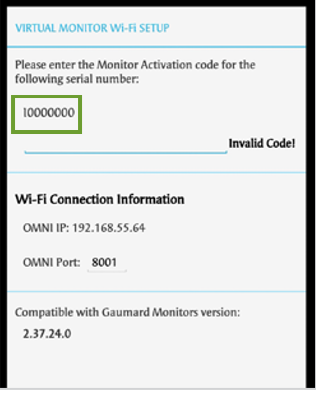 VIRTUAL MONITOR Wi-Fi SETUP
Please enter the Monitor Activation code for the
following serial number:
10000000
Invalid Code!
Wi-Fi Connection Information
OMNI IP: 192.168.55.64
OMNI Port: 8001
Compatible with Gaumard Monitors version:
2.37.24.0